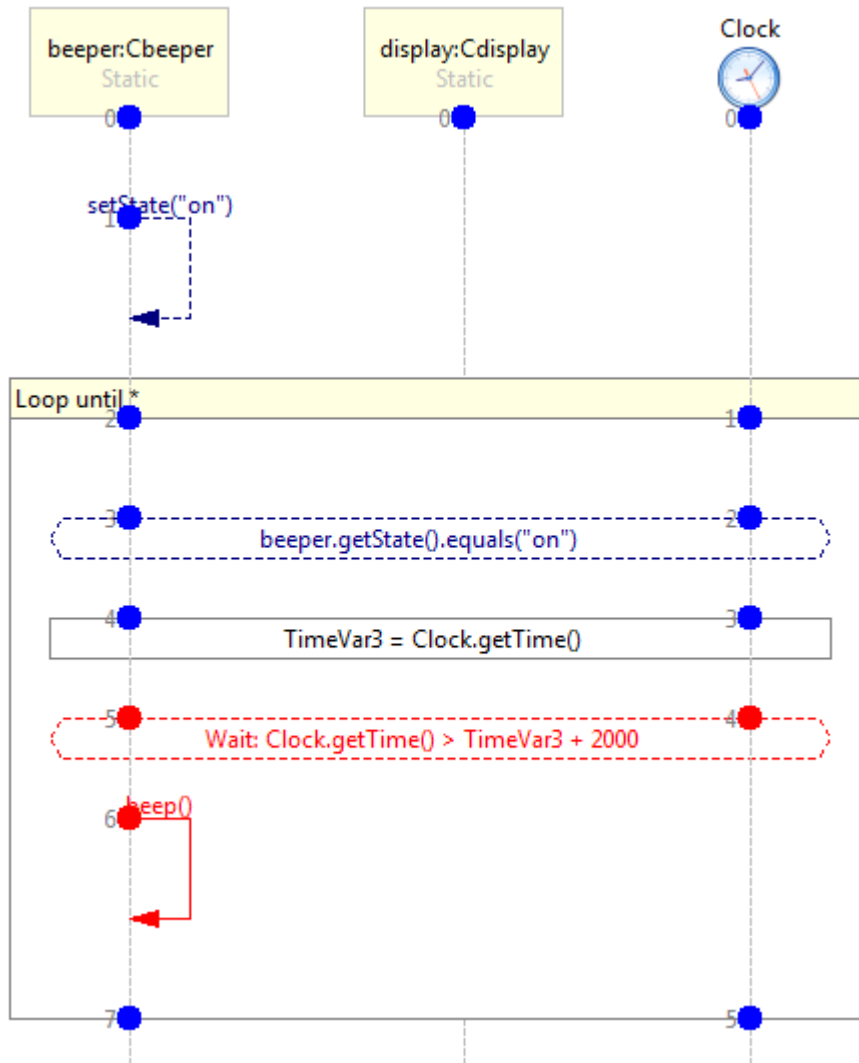 beeper:Cbeeper
Static
display:Cdisplay
Static
Clock
0
0
0
setState("on")
1
Loop until *
2
1
3
2
beeper.getState().equals("on")
4
3
TimeVar3 = Clock.getTime()
5
4
Wait: Clock.getTime() > TimeVar3 + 2000
beep()
6
7
5